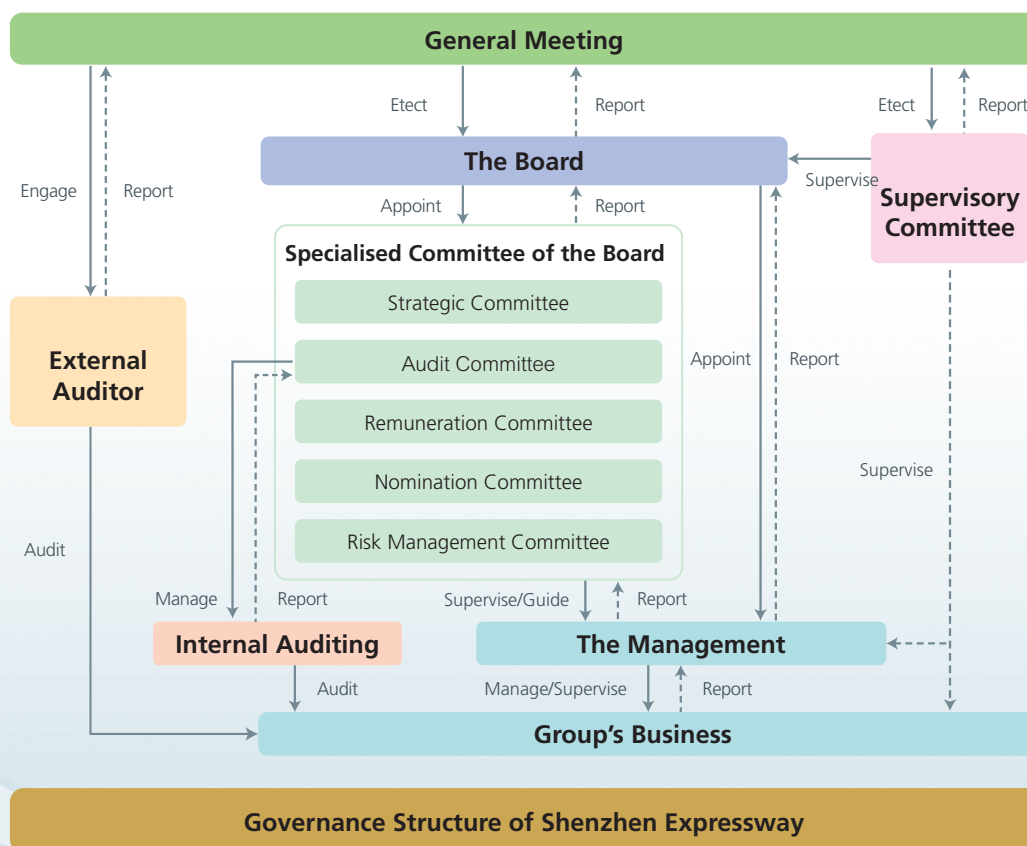 General Meeting
Etect
Report
Etect
Report
The Board
Engage
Report
Supervise
Appoint
Report
Supervisory
Committee
Specialised Committee of the Board
Strategic Committee
External
Auditor
Audit Committee
Appoint
Report
Remuneration Committee
Supervise
Nomination Committee
Audit
Risk Management Committee
Manage
Report
Supervise/Guide
Report
Internal Auditing
The Management
Audit
Manage/Supervise
Report
Group's Business
Governance Structure of Shenzhen Expressway